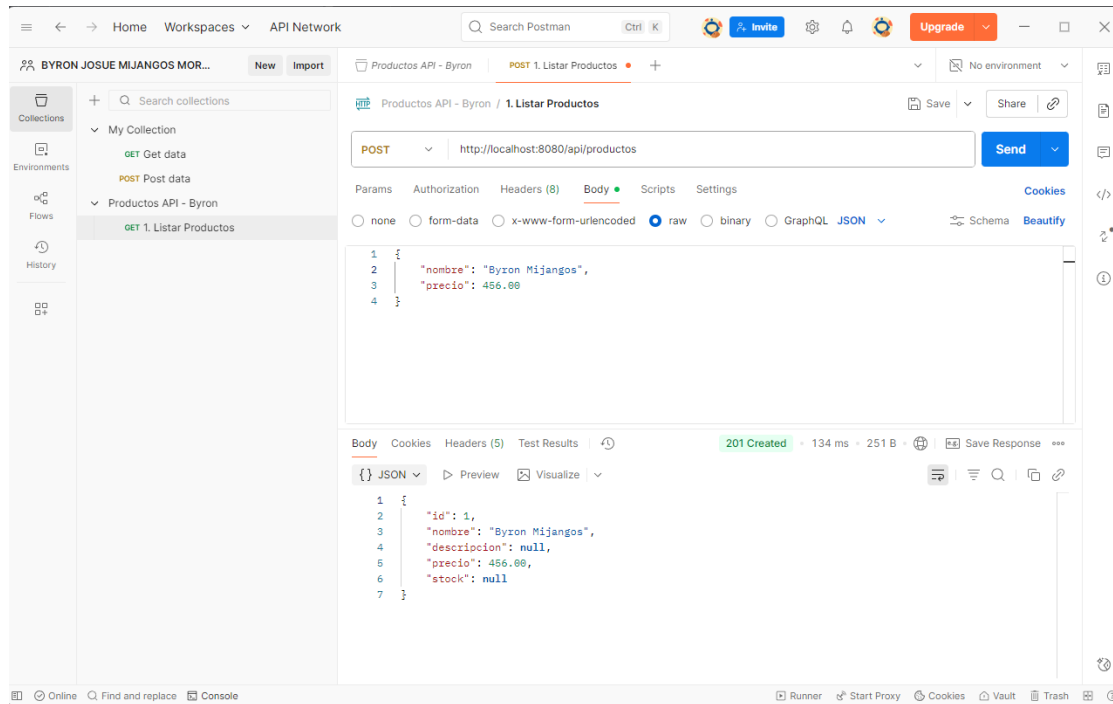 Home Workspaces API Network Search Postman Ctrl K Invite Upgrade
BYRON JOSUE MIJANGOS MOR... New Import Productos API - Byron POST 1. Listar Productos No environment
Collections Search collections HTTP Productos API - Byron / 1. Listar Productos Save Share
My Collection
GET Get data POST http://localhost:8080/api/productos Send
Environments
POST Post data
Productos API - Byron Params Authorization Headers (8) Body Scripts Settings Cookies
Flows
GET 1. Listar Productos none form-data x-www-form-urlencoded raw binary GraphQL JSON Schema Beautify
History
1 {
2 "nombre": "Byron Mijangos",
3 "precio": 456.00
4 }
Body Cookies Headers (5) Test Results 201 Created 134 ms 251 B e.g. Save Response
{} JSON Preview Visualize
1 {
2 "id": 1,
3 "nombre": "Byron Mijangos",
4 "descripcion": null,
5 "precio": 456.00,
6 "stock": null
7 }
Online Find and replace Console Runner Start Proxy Cookies Vault Trash